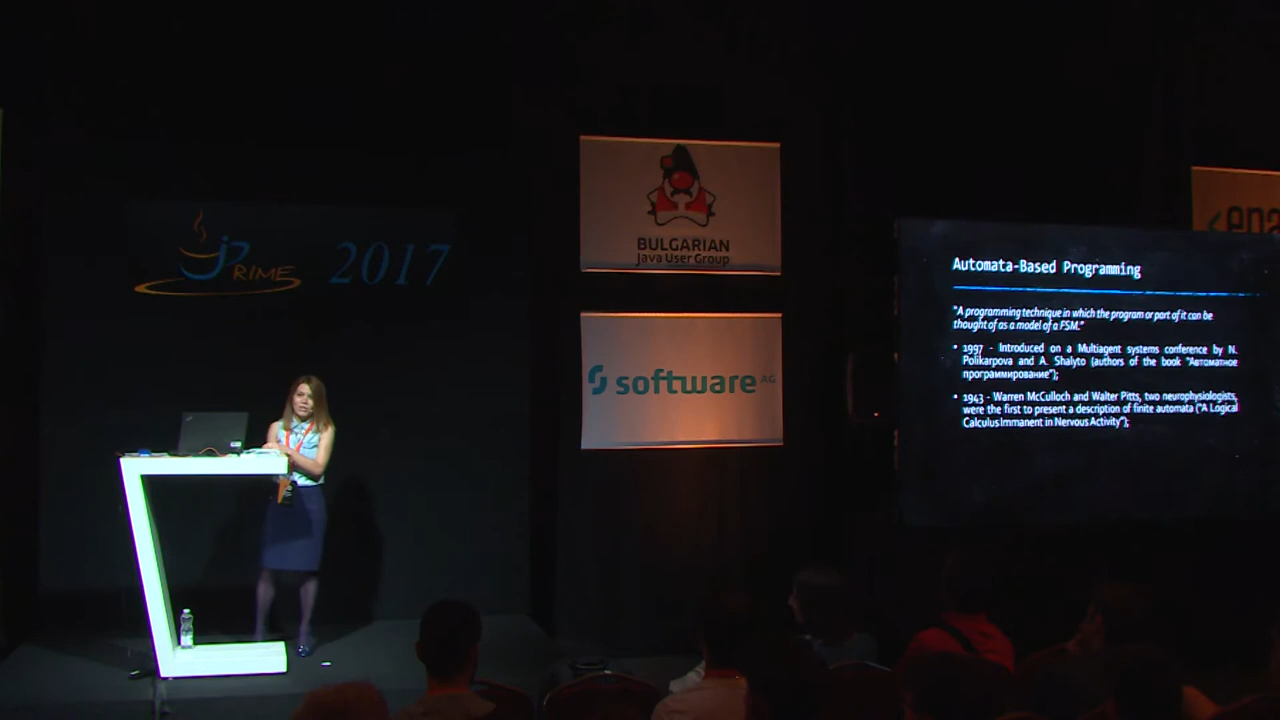 jPRIME 2017
BULGARIAN
Java User Group
software AG
<epa
Automata-Based Programming
"A programming technique in which the program or part of it can be
thought of as a model of a FSM."
• 1997 - Introduced on a Multiagent systems conference by N.
Polikarpova and A. Shalyto (authors of the book "Автоматное
программирование");
• 1943 - Warren McCulloch and Walter Pitts, two neurophysiologists,
were the first to present a description of finite automata ("A Logical
Calculus Immanent in Nervous Activity");